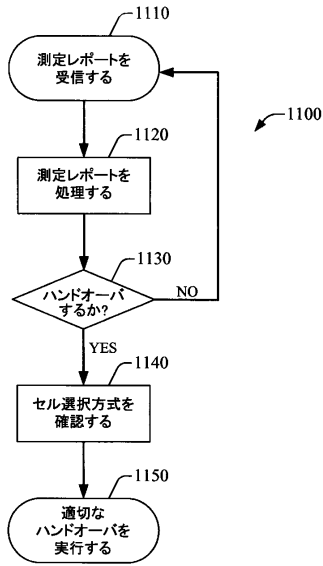 1110
測定レポートを
受信する
1100
1120
測定レポートを
処理する
1130
ハンドオーバ
するか?
NO
YES
1140
セル選択方式を
確認する
1150
適切な
ハンドオーバを
実行する